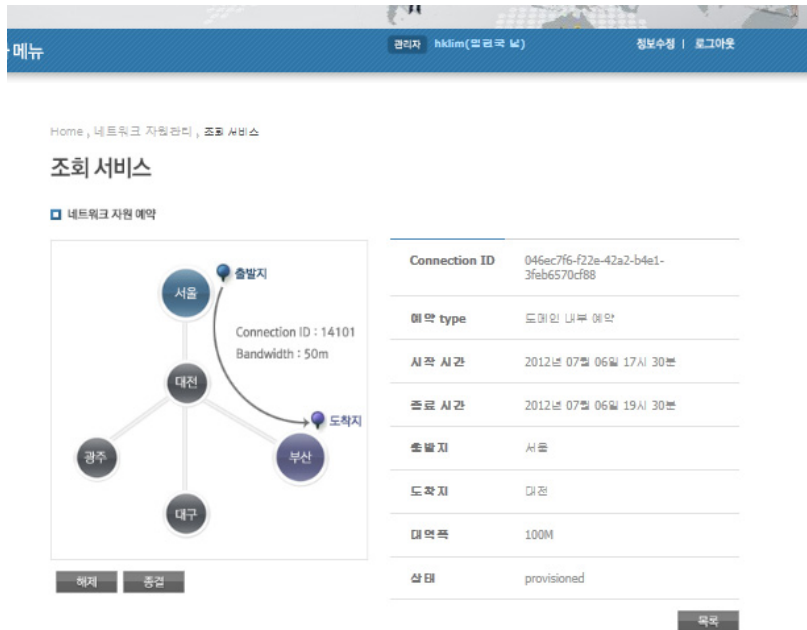 메뉴
관리자 hklim( 정보수정 | 로그아웃
Home , 네트워크 자원관리 , 조회 서비스
조회 서비스
네트워크 자원 예약
출발지
서울
Connection ID : 14101
Bandwidth : 50m
대전
도착지
광주
부산
대구
해제 종결
Connection ID 046ec7f6-f22e-42a2-b4e1-
3feb6570cf88
예약 type 도메인 내부 예약
시작 시간 2012년 07월 06일 17시 30분
종료 시간 2012년 07월 06일 19시 30분
출발지 서울
도착지 대전
대역폭 100M
상태 provisioned
목록